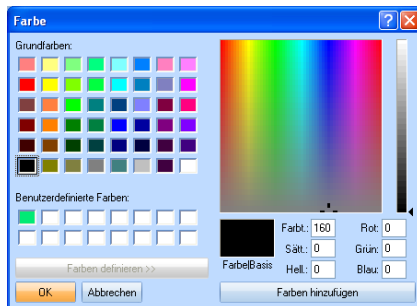 Farbe
Grundfarben:
Benutzerdefinierte Farben:
Farben definieren >>
OK
Abbrechen
Farbe|Basis
Farbt.: 160
Sätt.: 0
Hell.: 0
Rot: 0
Grün: 0
Blau: 0
Farben hinzufügen